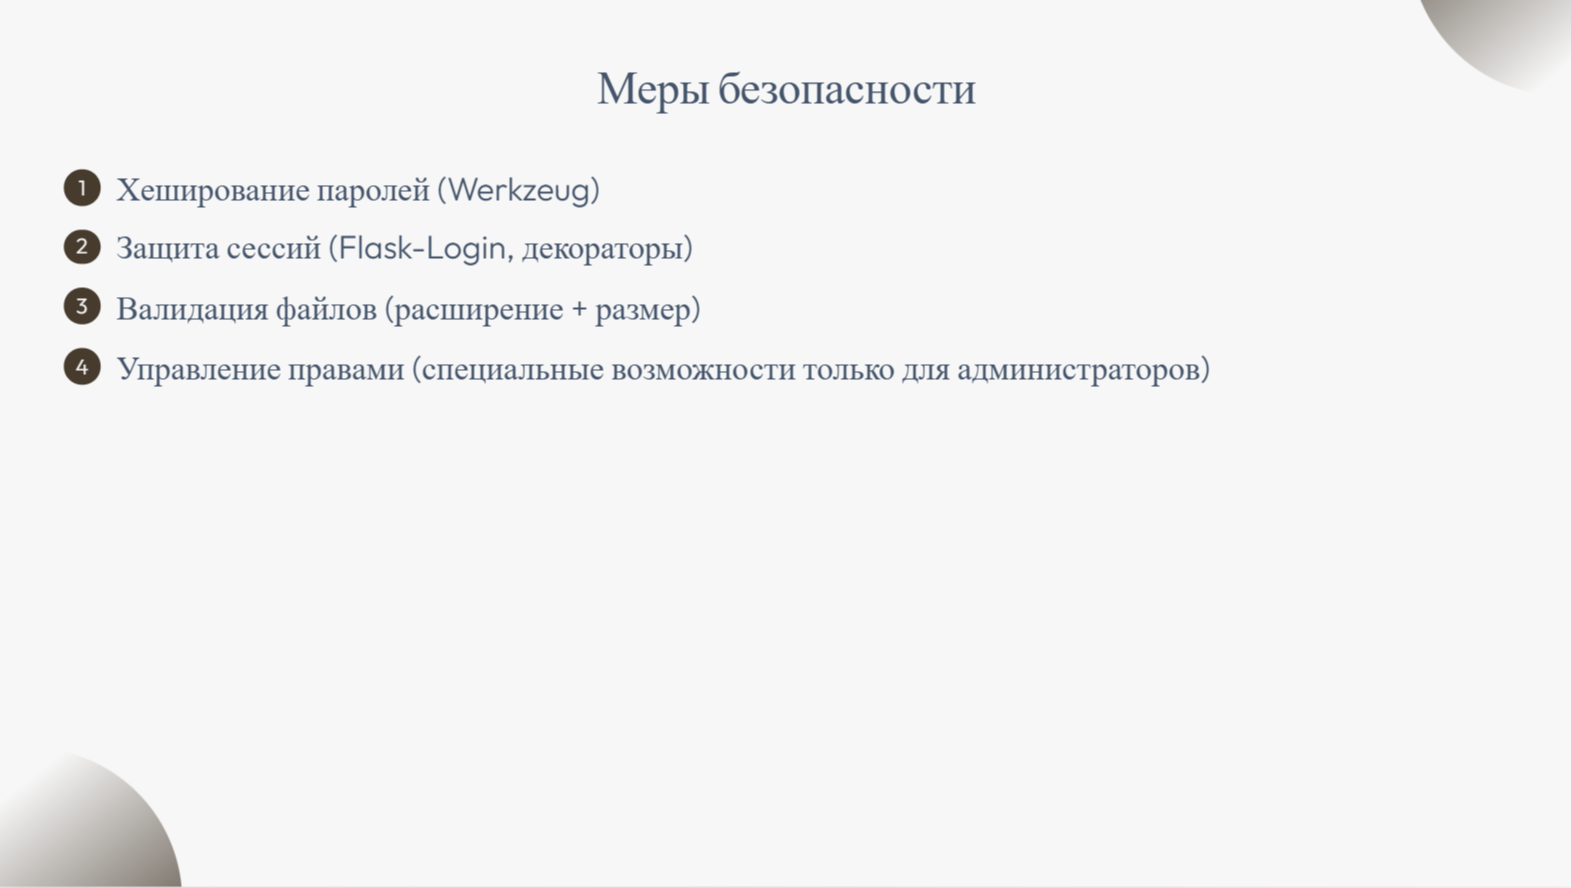 Меры безопасности
1 Хеширование паролей (Werkzeug)
2 Защита сессий (Flask-Login, декораторы)
3 Валидация файлов (расширение + размер)
4 Управление правами (специальные возможности только для администраторов)